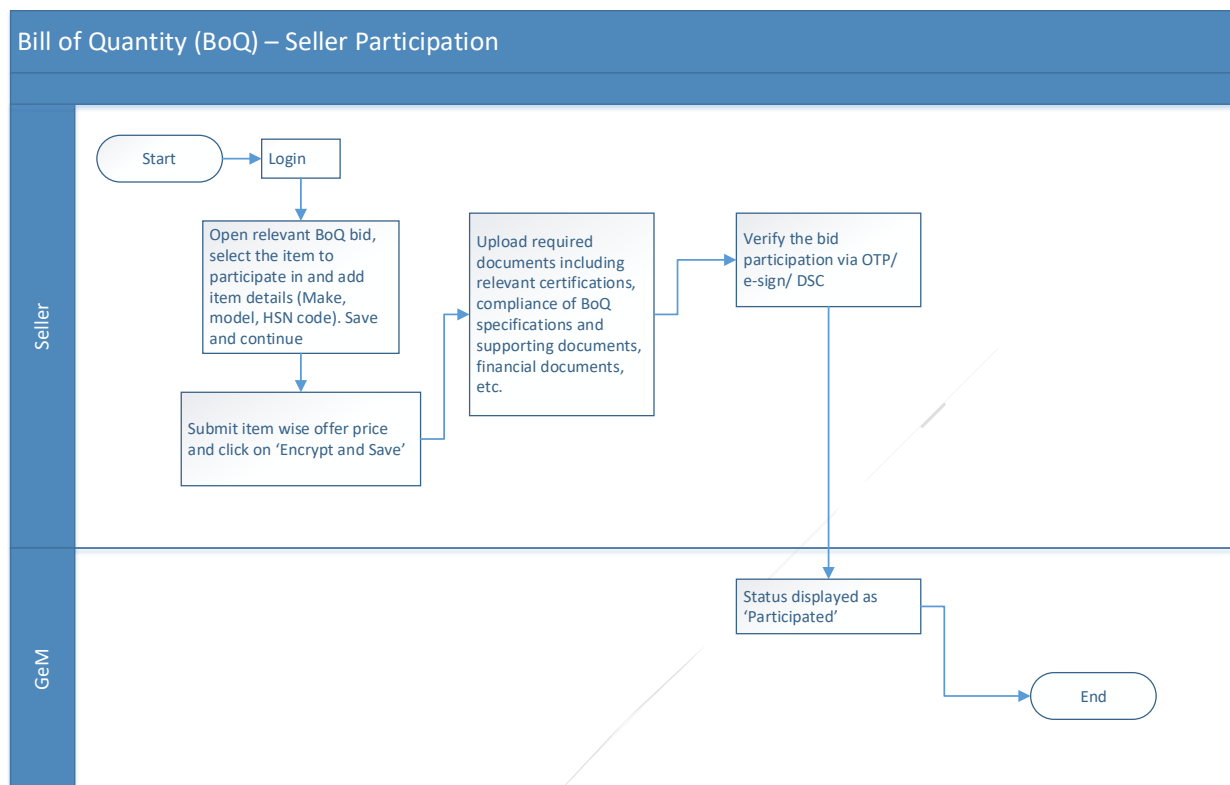 Bill of Quantity (BoQ) – Seller Participation
Seller
Start
Login
Open relevant BoQ bid,
select the item to
participate in and add
item details (Make,
model, HSN code). Save
and continue
Submit item wise offer price
and click on ‘Encrypt and Save’
Upload required
documents including
relevant certifications,
compliance of BoQ
specifications and
supporting documents,
financial documents,
etc.
Verify the bid
participation via OTP/
e-sign/ DSC
GeM
Status displayed as
‘Participated’
End